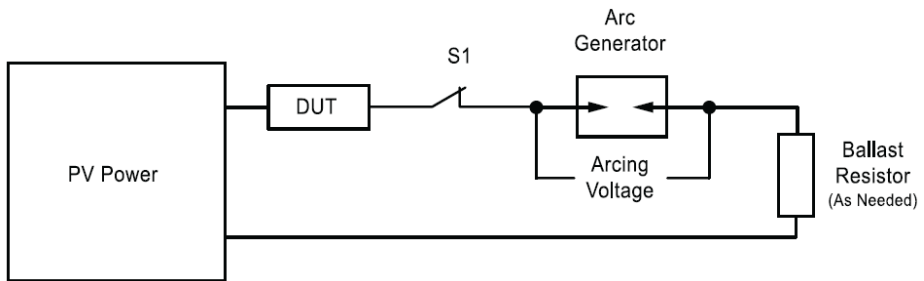 Arc
Generator
S1
DUT
PV Power
Arcing
Voltage
Ballast
Resistor
(As Needed)